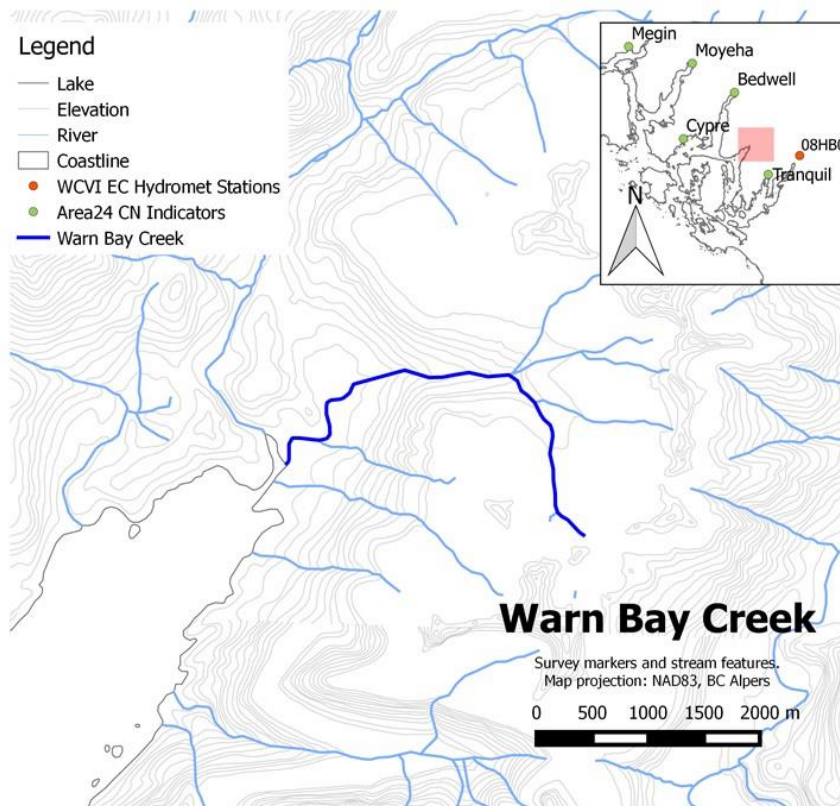 Legend
Lake
Elevation
River
Coastline
WCVI EC Hydromet Stations
Area24 CN Indicators
Warn Bay Creek
Megin
Moyeha
Bedwell
Cypre
08HB0
Tranquil
N
Warn Bay Creek
Survey markers and stream features.
Map projection: NAD83, BC Alpers
0 500 1000 1500 2000 m